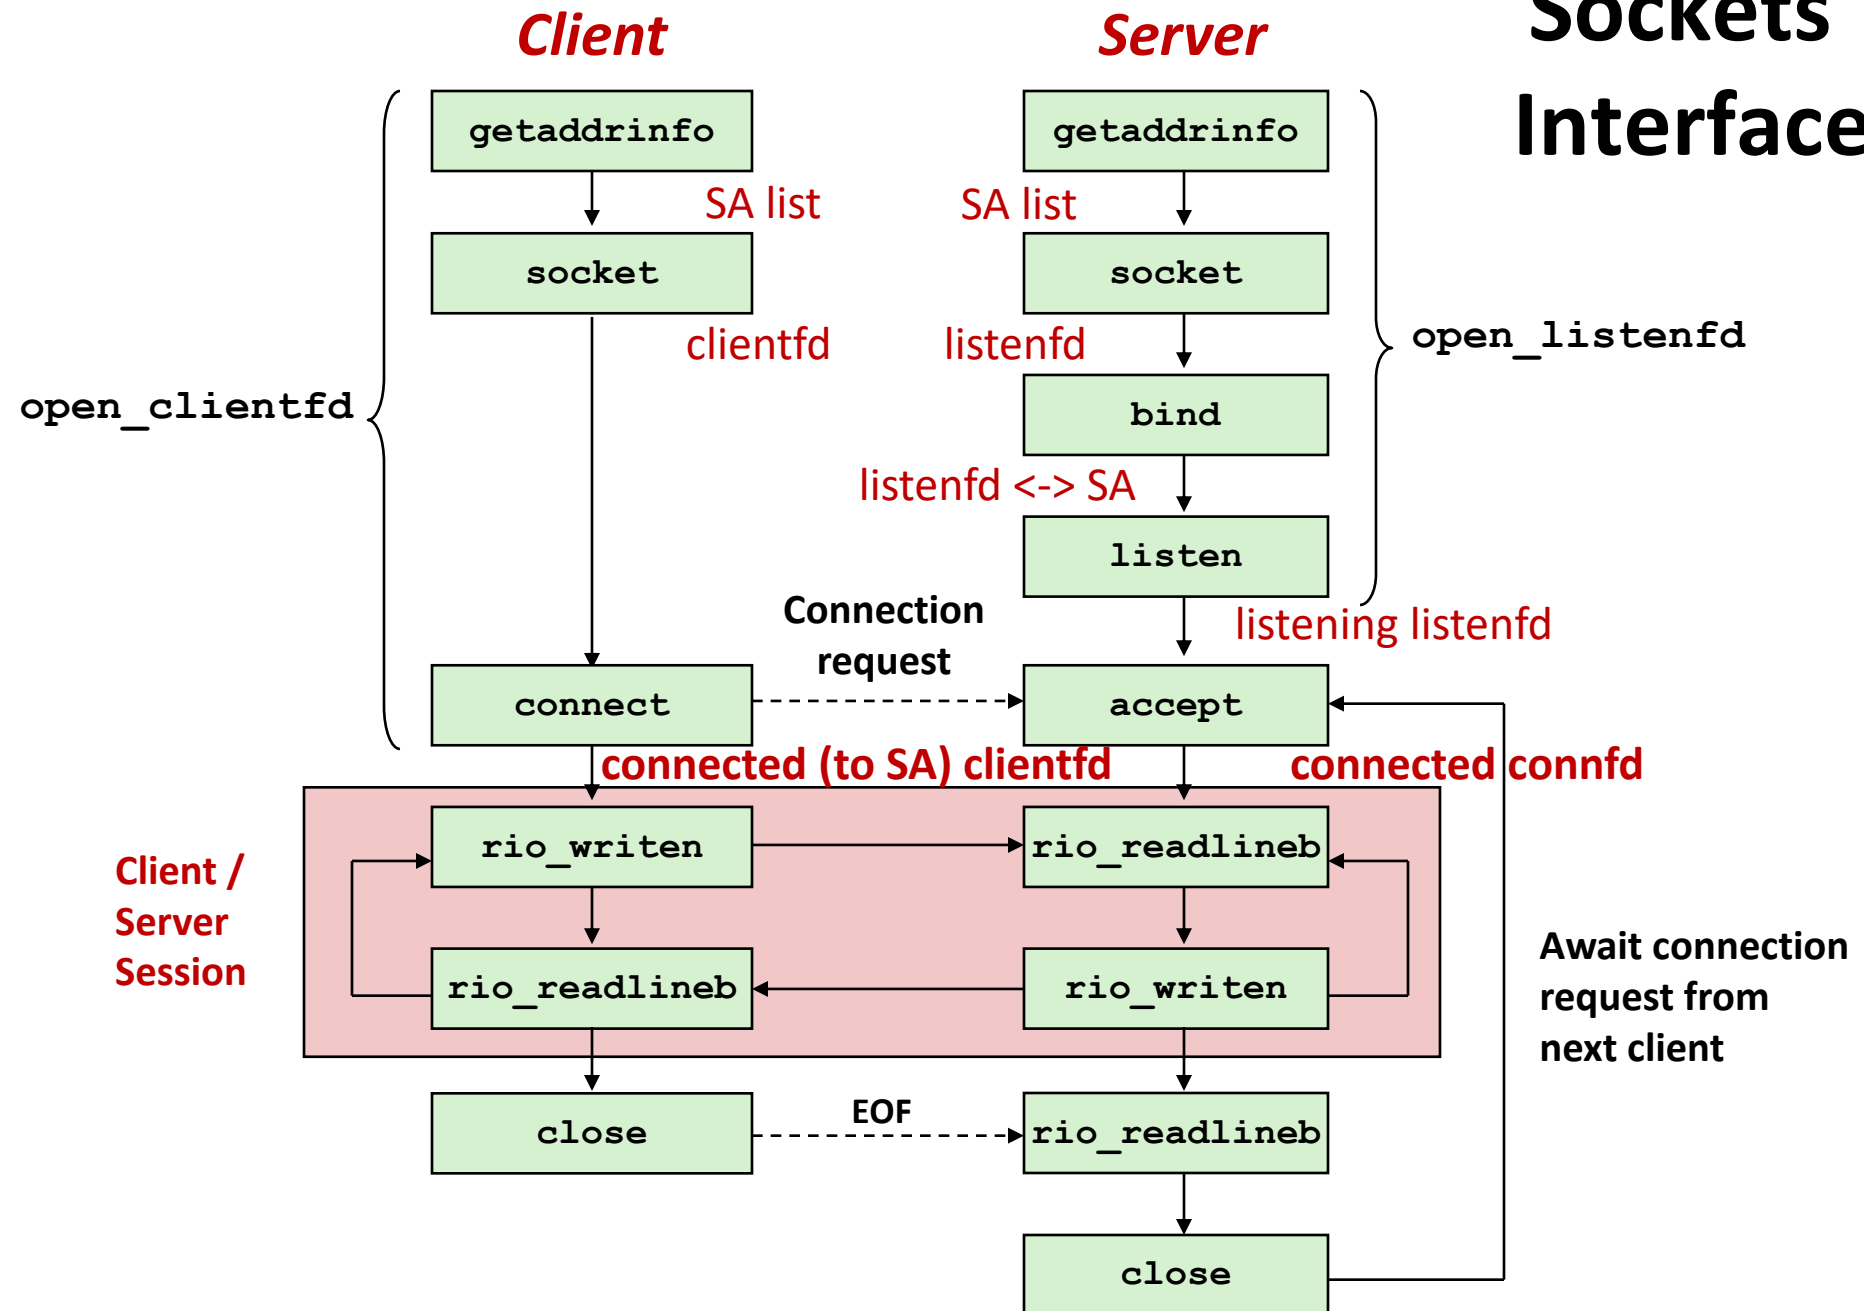 Sockets
Interface
Client
Server
getaddrinfo
getaddrinfo
SA list
SA list
socket
socket
clientfd
listenfd
open_listenfd
open_clientfd
bind
listenfd <-> SA
listen
Connection
request
listening listenfd
connect
accept
connected (to SA) clientfd
connected connfd
Client /
Server
Session
rio_writen
rio_readlineb
rio_readlineb
rio_writen
Await connection
request from
next client
close
EOF
rio_readlineb
close